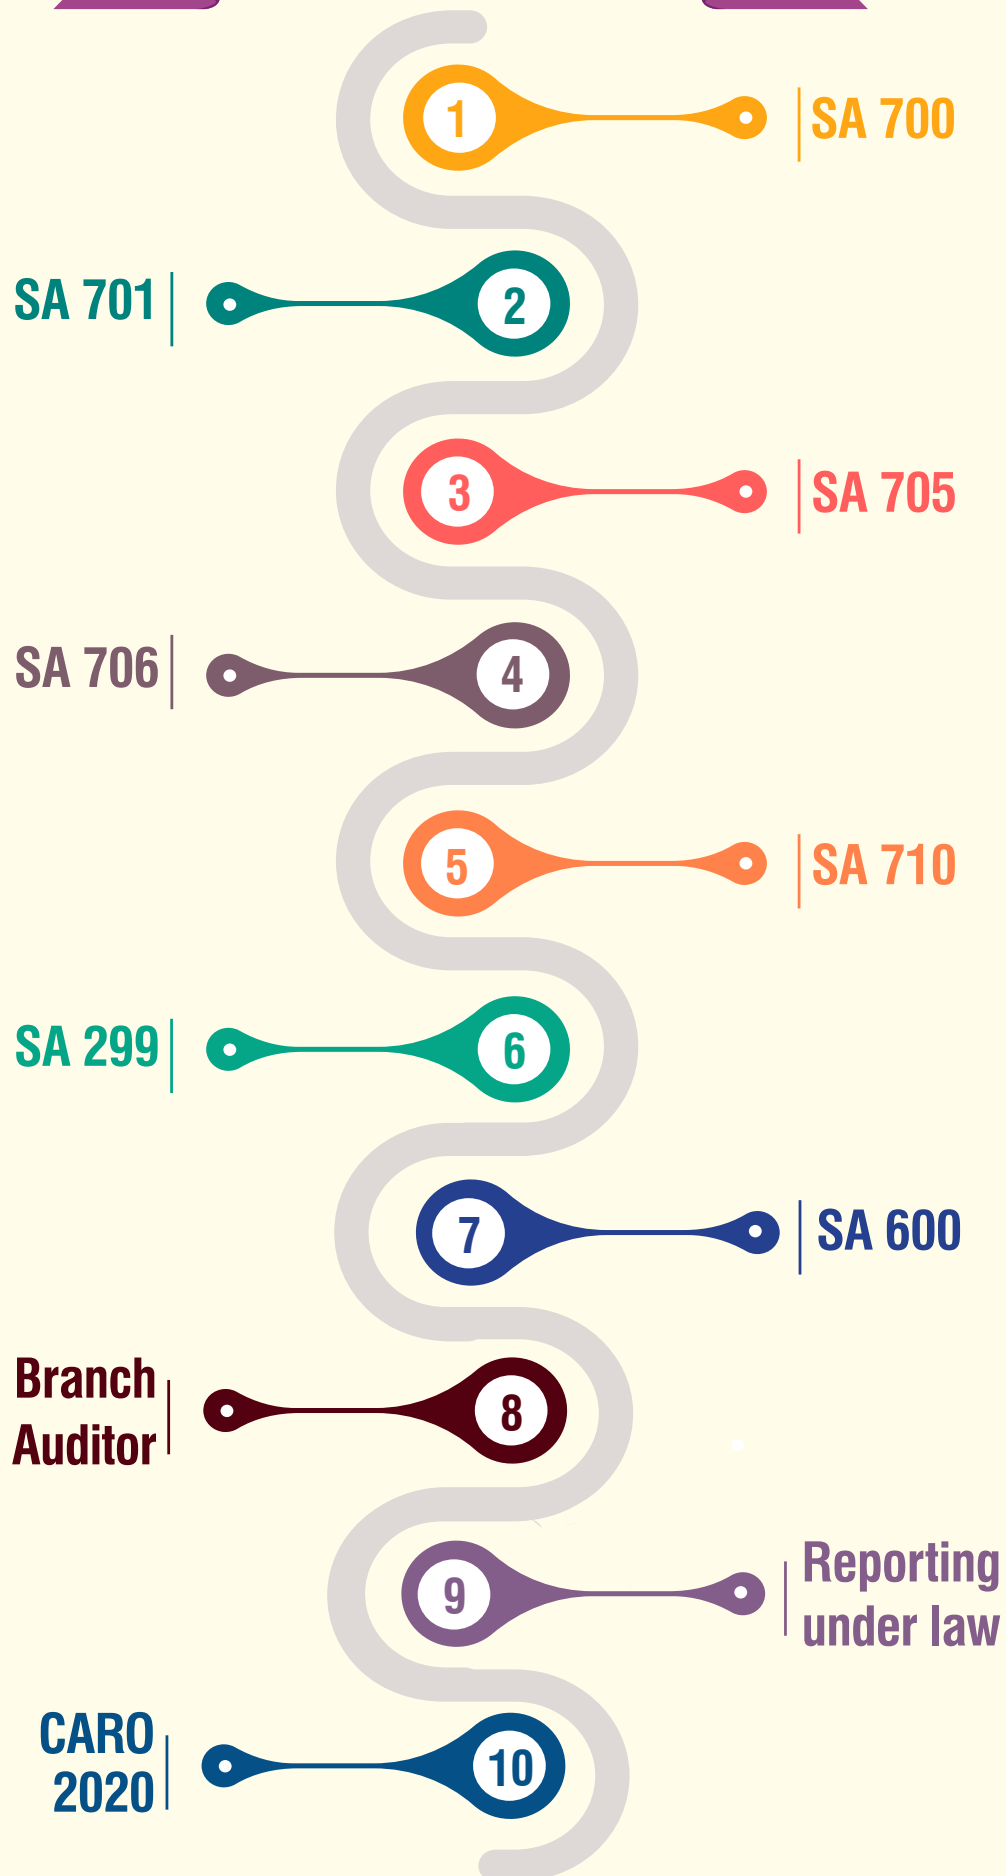 1
SA 700
SA 701
2
3
SA 705
SA 706
4
5
SA 710
SA 299
6
7
SA 600
Branch
Auditor
8
9
Reporting
under law
CARO
2020
10